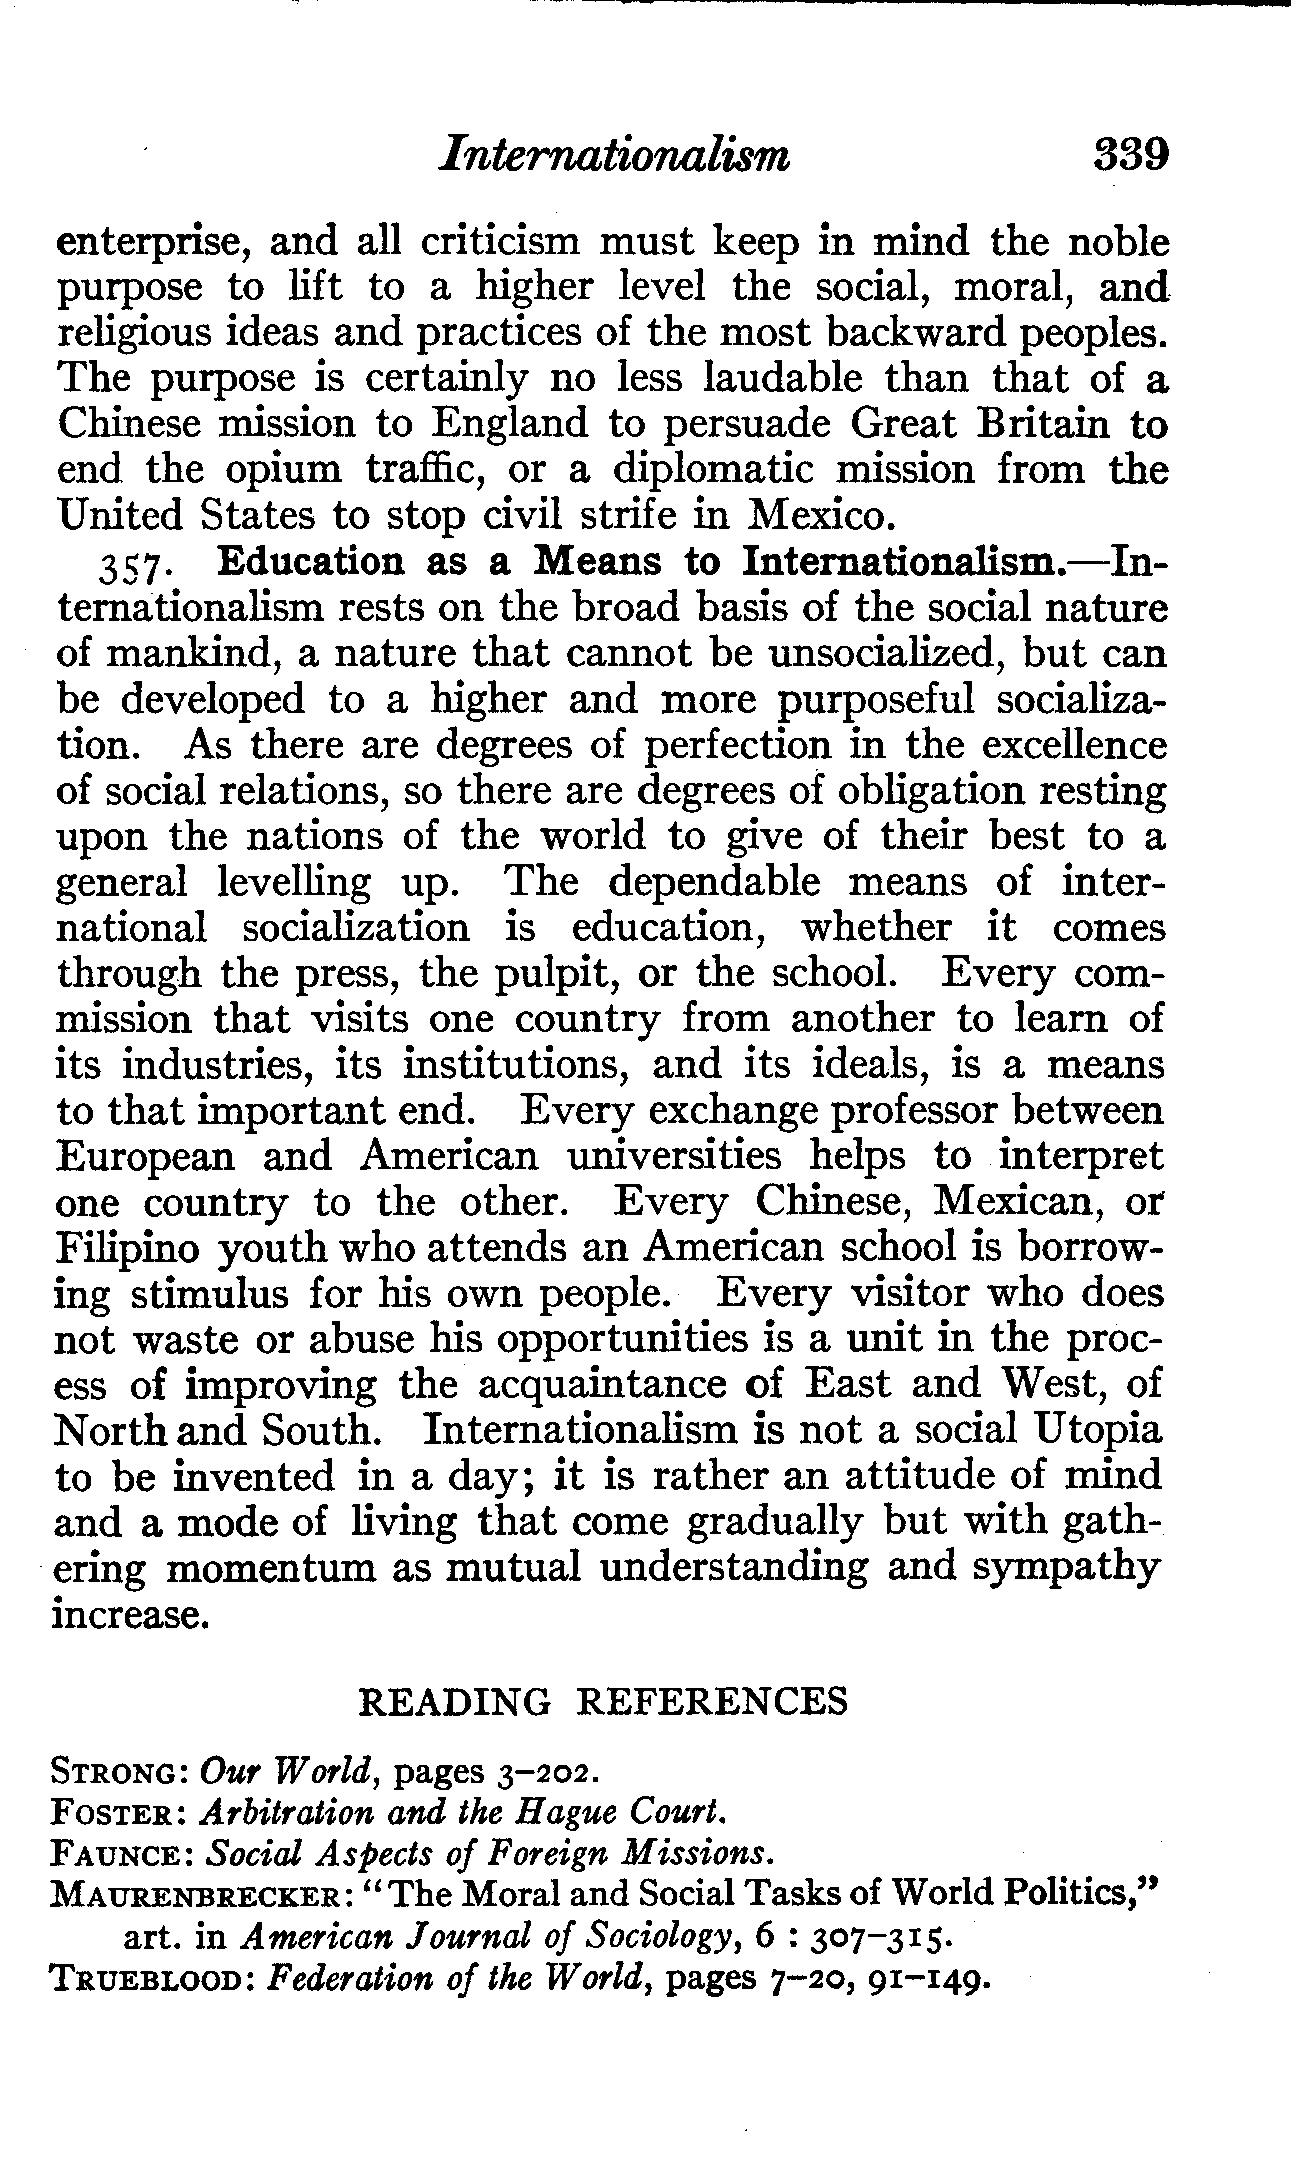 Internationalism 339
enterprise, and all criticism must keep in mind the noble
purpose to lift to a higher level the social, moral, and
religious ideas and practices of the most backward peoples.
The purpose is certainly no less laudable than that of a
Chinese mission to England to persuade Great Britain to
end the opium traffic, or a diplomatic mission from the
United States to stop civil strife in Mexico.
357. Education as a Means to Internationalism.—In-
ternationalism rests on the broad basis of the social nature
of mankind, a nature that cannot be unsocialized, but can
be developed to a higher and more purposeful socializa-
tion. As there are degrees of perfection in the excellence
of social relations, so there are degrees of obligation resting
upon the nations of the world to give of their best to a
general levelling up. The dependable means of inter-
national socialization is education, whether it comes
through the press, the pulpit, or the school. Every com-
mission that visits one country from another to learn of
its industries, its institutions, and its ideals, is a means
to that important end. Every exchange professor between
European and American universities helps to interpret
one country to the other. Every Chinese, Mexican, or
Filipino youth who attends an American school is borrow-
ing stimulus for his own people. Every visitor who does
not waste or abuse his opportunities is a unit in the proc-
ess of improving the acquaintance of East and West, of
North and South. Internationalism is not a social Utopia
to be invented in a day; it is rather an attitude of mind
and a mode of living that come gradually but with gath-
ering momentum as mutual understanding and sympathy
increase.
READING REFERENCES
STRONG: Our World, pages 3–202.
FOSTER: Arbitration and the Hague Court.
FAUNCE: Social Aspects of Foreign Missions.
MAURENBRECKER: "The Moral and Social Tasks of World Politics,"
art. in American Journal of Sociology, 6 : 307–315.
TRUEBLOOD: Federation of the World, pages 7–20, 91–149.